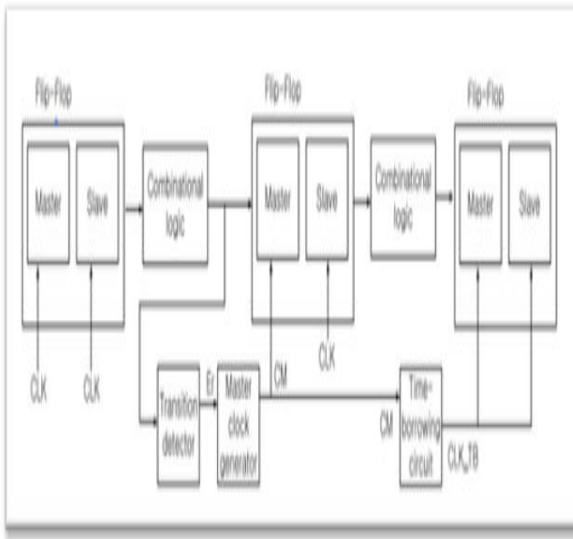 Flip-Flop
Flip-Flop
Flip-Flop
Master
Slave
Combinational
logic
Master
Slave
Combinational
logic
Master
Slave
CLK
CLK
CLK
Transition
detector
Er
Master
clock
generator
CM
CM
Time-
borrowing
circuit
CLK_TB